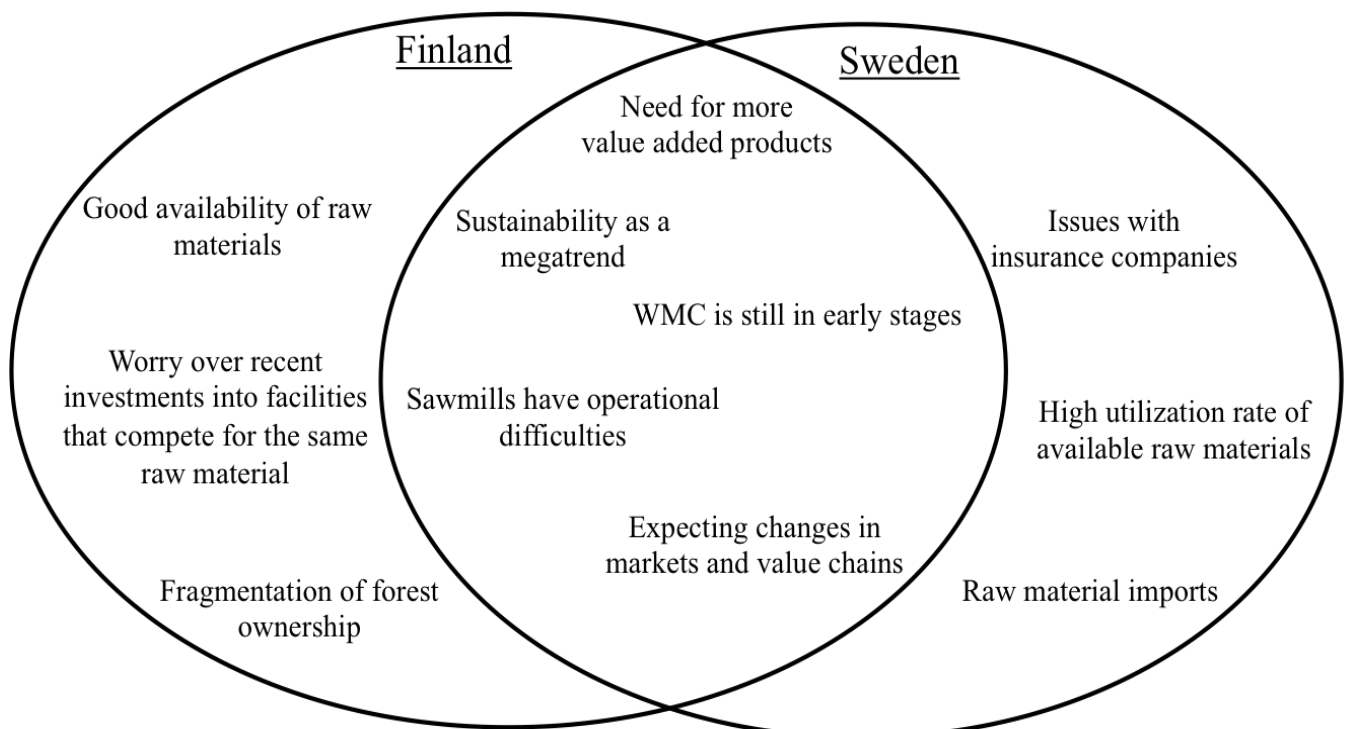 Finland
Good availability of raw
materials
Worry over recent
investments into facilities
that compete for the same
raw material
Fragmentation of forest
ownership
Need for more
value added products
Sustainability as a
megatrend
WMC is still in early stages
Sawmills have operational
difficulties
Expecting changes in
markets and value chains
Sweden
Issues with
insurance companies
High utilization rate of
available raw materials
Raw material imports